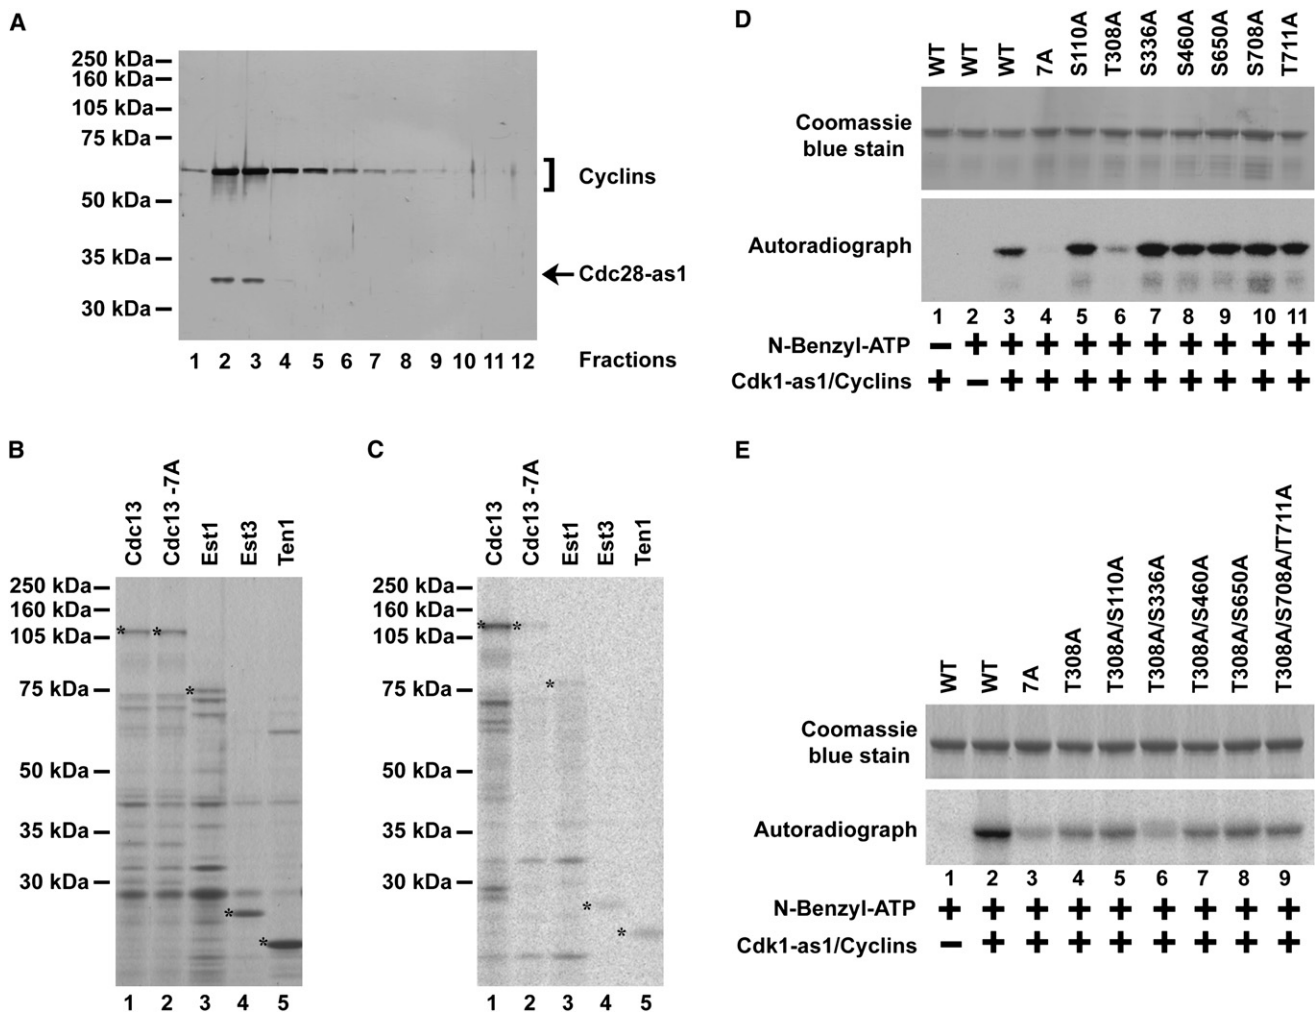 A
250 kDa
160 kDa
105 kDa
75 kDa
50 kDa
35 kDa
30 kDa
Cyclins
Cdc28-as1
1 2 3 4 5 6 7 8 9 10 11 12 Fractions
B
Cdc13
Cdc13 -7A
Est1
Est3
Ten1
250 kDa
160 kDa
105 kDa
75 kDa
50 kDa
35 kDa
30 kDa
* * * * *
1 2 3 4 5
C
Cdc13
Cdc13 -7A
Est1
Est3
Ten1
250 kDa
160 kDa
105 kDa
75 kDa
50 kDa
35 kDa
30 kDa
* * * * *
1 2 3 4 5
D
WT
WT
WT
7A
S110A
T308A
S336A
S460A
S650A
S708A
T711A
Coomassie
blue stain
Autoradiograph
1 2 3 4 5 6 7 8 9 10 11
N-Benzyl-ATP − + + + + + + + + + +
Cdk1-as1/Cyclins + − + + + + + + + + +
E
WT
WT
7A
T308A
T308A/S110A
T308A/S336A
T308A/S460A
T308A/S650A
T308A/S708A/T711A
Coomassie
blue stain
Autoradiograph
1 2 3 4 5 6 7 8 9
N-Benzyl-ATP + + + + + + + + +
Cdk1-as1/Cyclins − + + + + + + + +